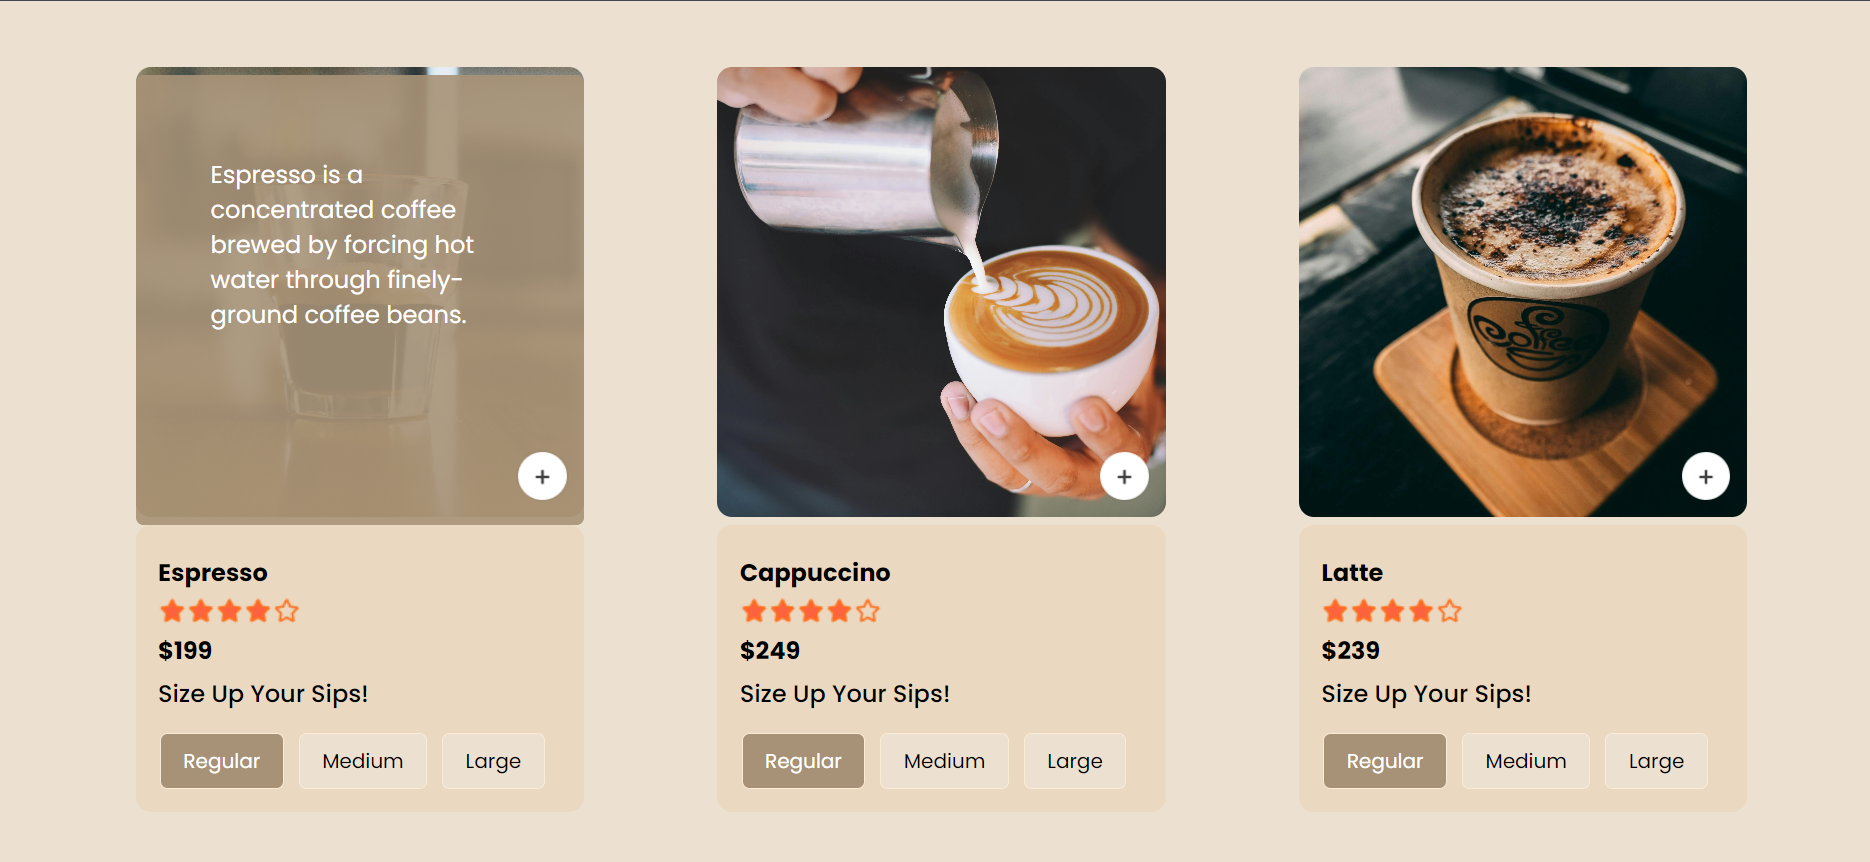 Espresso is a
concentrated coffee
brewed by forcing hot
water through finely-
ground coffee beans.
+
Espresso
$199
Size Up Your Sips!
Regular Medium Large
Coffee
+
Cappuccino
$249
Size Up Your Sips!
Regular Medium Large
+
Latte
$239
Size Up Your Sips!
Regular Medium Large